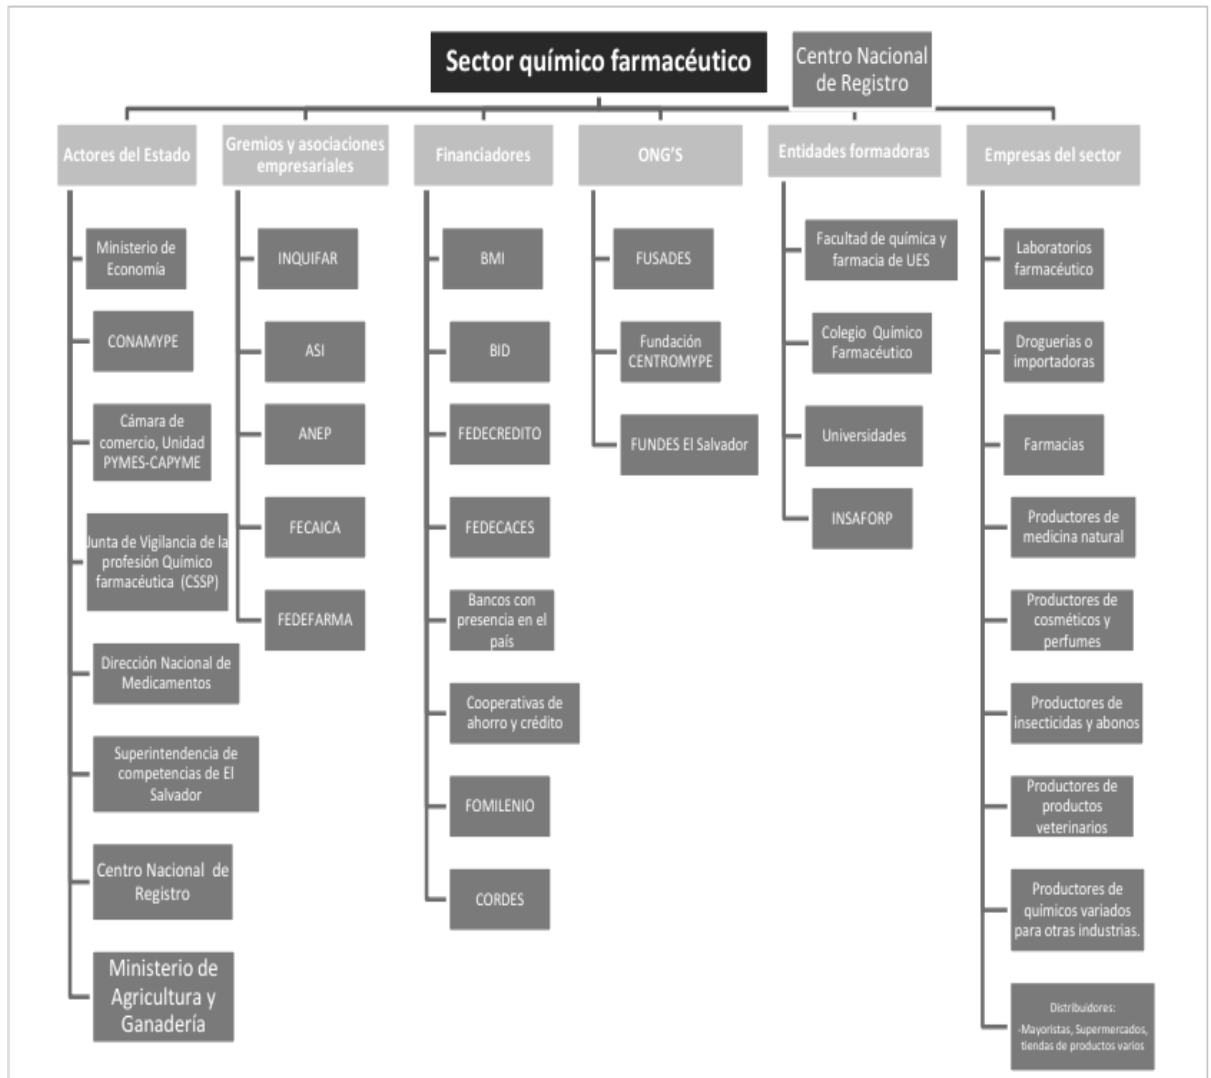 Sector químico farmacéutico
Centro Nacional
de Registro
Actores del Estado
Gremios y asociaciones
empresariales
Financiadores
ONG'S
Entidades formadoras
Empresas del sector
Ministerio de
Economía
CONAMYPE
Cámara de
comercio, Unidad
PYMES-CAPYME
Junta de Vigilancia de la
profesión Químico
farmacéutica (CSSP)
Dirección Nacional de
Medicamentos
Superintendencia de
competencias de El
Salvador
Centro Nacional de
Registro
Ministerio de
Agricultura y
Ganadería
INQUIFAR
ASI
ANEP
FECAICA
FEDEFARMA
BMI
BID
FEDECREDITO
FEDECACES
Bancos con
presencia en el
país
Cooperativas de
ahorro y crédito
FOMILENIO
CORDES
FUSADES
Fundación
CENTROMYPE
FUNDES El Salvador
Facultad de química y
farmacia de UES
Colegio Químico
Farmacéutico
Universidades
INSAFORP
Laboratorios
farmacéutico
Droguerías o
importadoras
Farmacias
Productores de
medicina natural
Productores de
cosméticos y
perfumes
Productores de
insecticidas y abonos
Productores de
productos
veterinarios
Productores de
químicos variados
para otras industrias.
Distribuidores:
-Mayoristas, Supermercados,
tiendas de productos varios